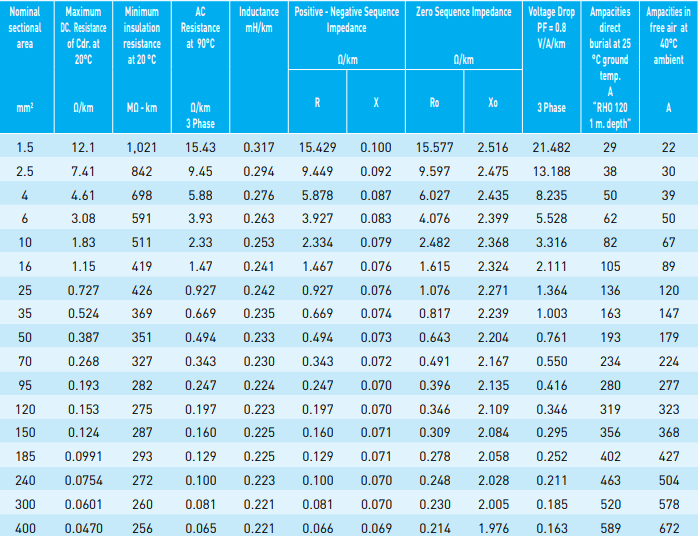 Nominal sectional area mm² | Maximum DC. Resistance of Cdr. at 20°C Ω/km | Minimum insulation resistance at 20 °C MΩ - km | AC Resistance at 90°C Ω/km 3 Phase | Inductance mH/km | Positive - Negative Sequence Impedance Ω/km R X | Zero Sequence Impedance Ω/km Ro Xo | Voltage Drop PF = 0.8 V/A/km 3 Phase | Ampacities direct burial at 25 °C ground temp. A "RHO 120 1 m. depth" | Ampacities in free air at 40°C ambient A
1.5 12.1 1,021 15.43 0.317 15.429 0.100 15.577 2.516 21.482 29 22
2.5 7.41 842 9.45 0.294 9.449 0.092 9.597 2.475 13.188 38 30
4 4.61 698 5.88 0.276 5.878 0.087 6.027 2.435 8.235 50 39
6 3.08 591 3.93 0.263 3.927 0.083 4.076 2.399 5.528 62 50
10 1.83 511 2.33 0.253 2.334 0.079 2.482 2.368 3.316 82 67
16 1.15 419 1.47 0.241 1.467 0.076 1.615 2.324 2.111 105 89
25 0.727 426 0.927 0.242 0.927 0.076 1.076 2.271 1.364 136 120
35 0.524 369 0.669 0.235 0.669 0.074 0.817 2.239 1.003 163 147
50 0.387 351 0.494 0.233 0.494 0.073 0.643 2.204 0.761 193 179
70 0.268 327 0.343 0.230 0.343 0.072 0.491 2.167 0.550 234 224
95 0.193 282 0.247 0.224 0.247 0.070 0.396 2.135 0.416 280 277
120 0.153 275 0.197 0.223 0.197 0.070 0.346 2.109 0.346 319 323
150 0.124 287 0.160 0.225 0.160 0.071 0.309 2.084 0.295 356 368
185 0.0991 293 0.129 0.225 0.129 0.071 0.278 2.058 0.252 402 427
240 0.0754 272 0.100 0.223 0.100 0.070 0.248 2.028 0.211 463 504
300 0.0601 260 0.081 0.221 0.081 0.070 0.230 2.005 0.185 520 578
400 0.0470 256 0.065 0.221 0.066 0.069 0.214 1.976 0.163 589 672